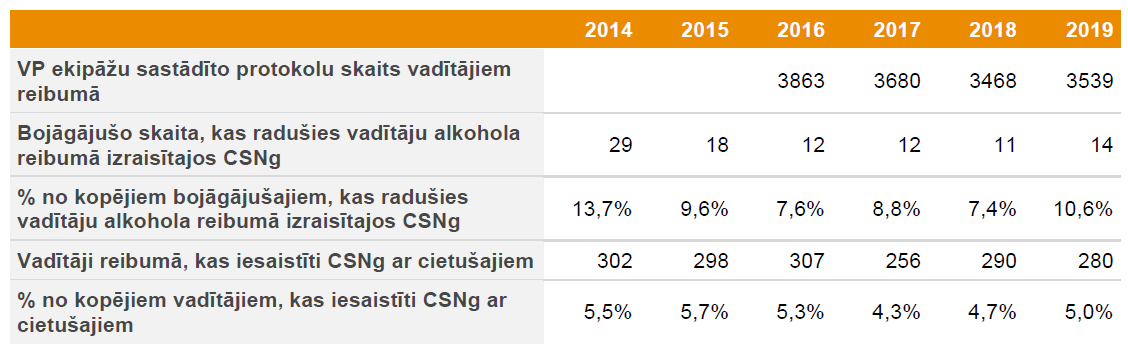 2014 2015 2016 2017 2018 2019
VP ekipāžu sastādīto protokolu skaits vadītājiem
reibumā
3863 3680 3468 3539
Bojāgājušo skaita, kas radušies vadītāju alkohola
reibumā izraisītajos CSNg
29 18 12 12 11 14
% no kopējiem bojāgājušajiem, kas radušies
vadītāju alkohola reibumā izraisītajos CSNg
13,7% 9,6% 7,6% 8,8% 7,4% 10,6%
Vadītāji reibumā, kas iesaistīti CSNg ar cietušajiem 302 298 307 256 290 280
% no kopējiem vadītājiem, kas iesaistīti CSNg ar
cietušajiem
5,5% 5,7% 5,3% 4,3% 4,7% 5,0%